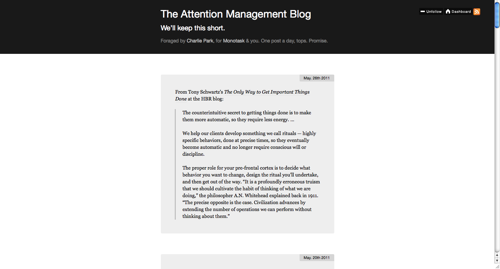 The Attention Management Blog
Unfollow
Dashboard
We'll keep this short.
Foraged by Charlie Park, for Monotask & you. One post a day, tops. Promise.
May, 28th 2011
From Tony Schwartz's The Only Way to Get Important Things
Done at the HBR blog:
The counterintuitive secret to getting things done is to make
them more automatic, so they require less energy. ...
We help our clients develop something we call rituals — highly
specific behaviors, done at precise times, so they eventually
become automatic and no longer require conscious will or
discipline.
The proper role for your pre-frontal cortex is to decide what
behavior you want to change, design the ritual you'll undertake,
and then get out of the way. "It is a profoundly erroneous truism
that we should cultivate the habit of thinking of what we are
doing," the philosopher A.N. Whitehead explained back in 1911.
"The precise opposite is the case. Civilization advances by
extending the number of operations we can perform without
thinking about them."
May, 20th 2011